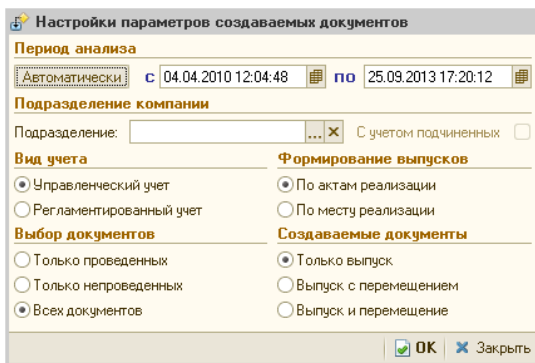 Настройки параметров создаваемых документов
Период анализа
Автоматически с 04.04.2010 12:04:48 по 25.09.2013 17:20:12
Подразделение компании
Подразделение: ... С учетом подчиненных
Вид учета Формирование выпусков
Управленческий учет По актам реализации
Регламентированный учет По месту реализации
Выбор документов Создаваемые документы
Только проведенных Только выпуск
Только непроведенных Выпуск с перемещением
Всех документов Выпуск и перемещение
OK Закрыть